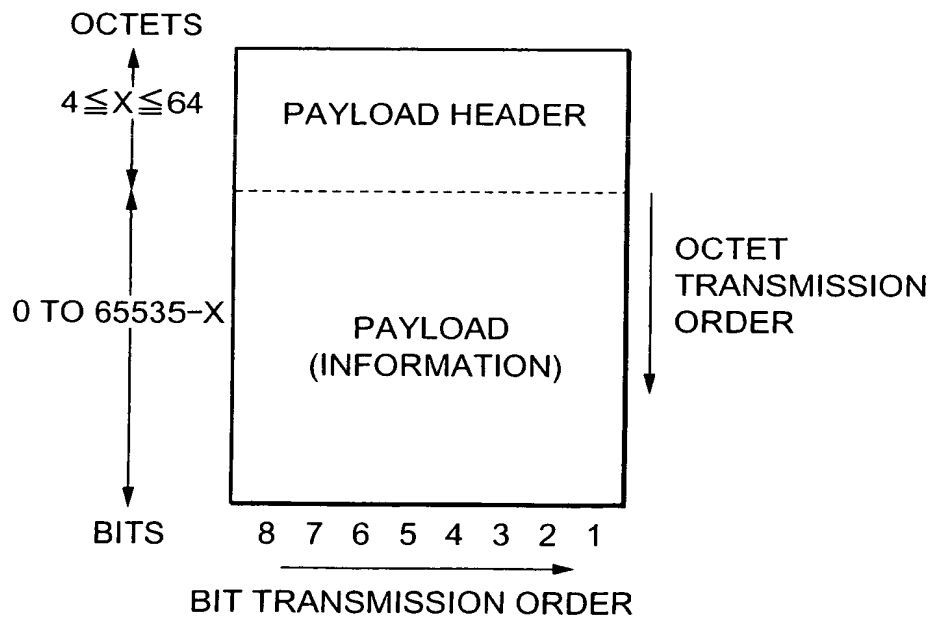 OCTETS
4≦X≦64
PAYLOAD HEADER
0 TO 65535−X
PAYLOAD
(INFORMATION)
OCTET
TRANSMISSION
ORDER
BITS
8 7 6 5 4 3 2 1
BIT TRANSMISSION ORDER